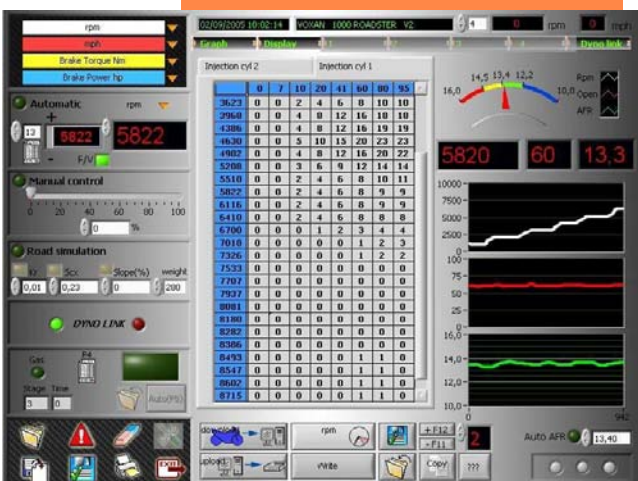 rpm
mph
Brake Torque Nm
Brake Power hp
Automatic rpm
+
12 5822 5822
-
F/V
Manual control
0 20 40 60 80 100
0 %
Road simulation
Kr Scx Slope(%) weight
0,01 0,23 0 200
DYNO LINK
Gas P4
Stage Time
3 0 Auto(P4)
EXIT
02/09/2005 10:02:14 VOXAN 1000 ROADSTER V2 4 0 rpm 0 mph
Graph Display Dyno link
Injection cyl 2 Injection cyl 1
0 7 10 20 41 60 80 95
3623 0 0 2 4 6 8 10 10
3960 0 0 4 8 12 16 18 18
4386 0 0 4 8 12 16 19 19
4630 0 0 5 10 15 20 23 23
4902 0 0 4 8 12 16 20 22
5208 0 0 3 6 9 12 14 14
5510 0 0 2 4 6 8 10 11
5822 0 0 2 4 6 8 9 9
6116 0 0 2 4 6 8 9 9
6410 0 0 2 4 6 8 8 8
6700 0 0 0 1 2 3 4 4
7010 0 0 0 0 0 1 2 3
7326 0 0 0 0 0 1 2 2
7533 0 0 0 0 0 0 0 0
7707 0 0 0 0 0 0 0 0
7937 0 0 0 0 0 0 0 0
8081 0 0 0 0 0 0 0 0
8180 0 0 0 0 0 0 0 0
8282 0 0 0 0 0 0 0 0
8386 0 0 0 0 0 0 0 0
8493 0 0 0 0 0 1 1 0
8547 0 0 0 0 0 1 1 0
8602 0 0 0 0 0 1 1 0
8715 0 0 0 0 0 1 1 0
14,5 13,4 12,2
16,0 10,0
Rpm
Open
AFR
5820 60 13,3
10000
7500
5000
2500
0
100
75
50
25
0
16,0
14,0
12,0
10,0
0 942
download rpm + F12
- F11
2 Auto AFR 13,40
upload Write Copy ???